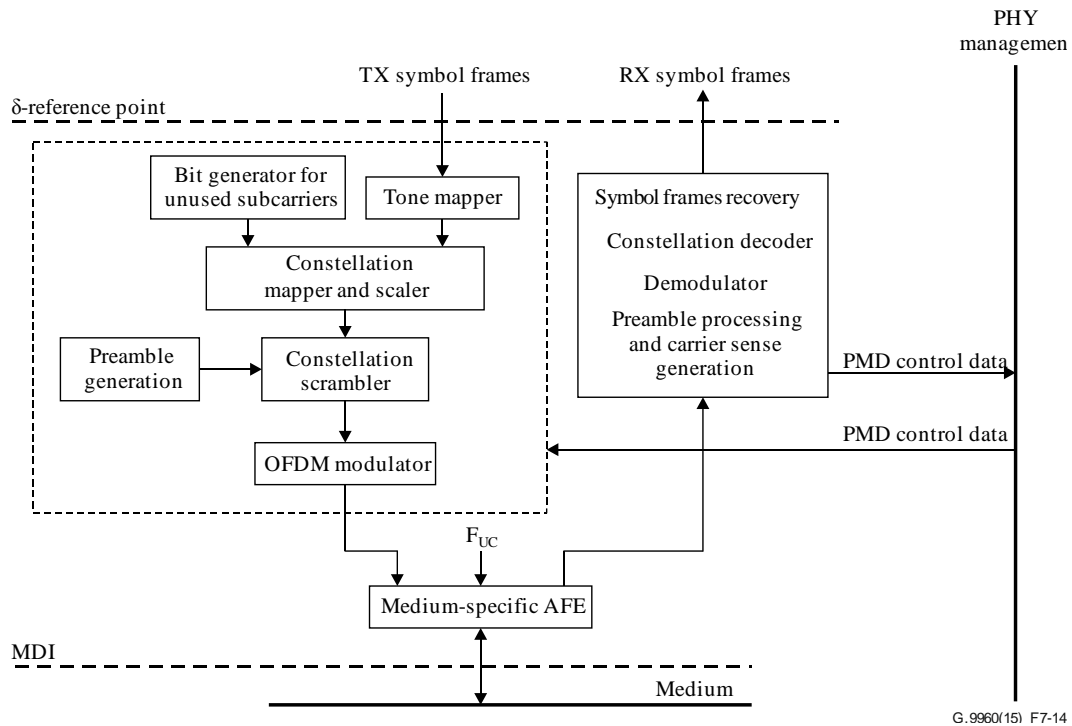 PHY
managemen
TX symbol frames
RX symbol frames
δ-reference point
Bit generator for
unused subcarriers
Tone mapper
Symbol frames recovery
Constellation decoder
Demodulator
Preamble processing
and carrier sense
generation
Constellation
mapper and scaler
Preamble
generation
Constellation
scrambler
PMD control data
PMD control data
OFDM modulator
F_UC
Medium-specific AFE
MDI
Medium
G.9960(15)_F7-14